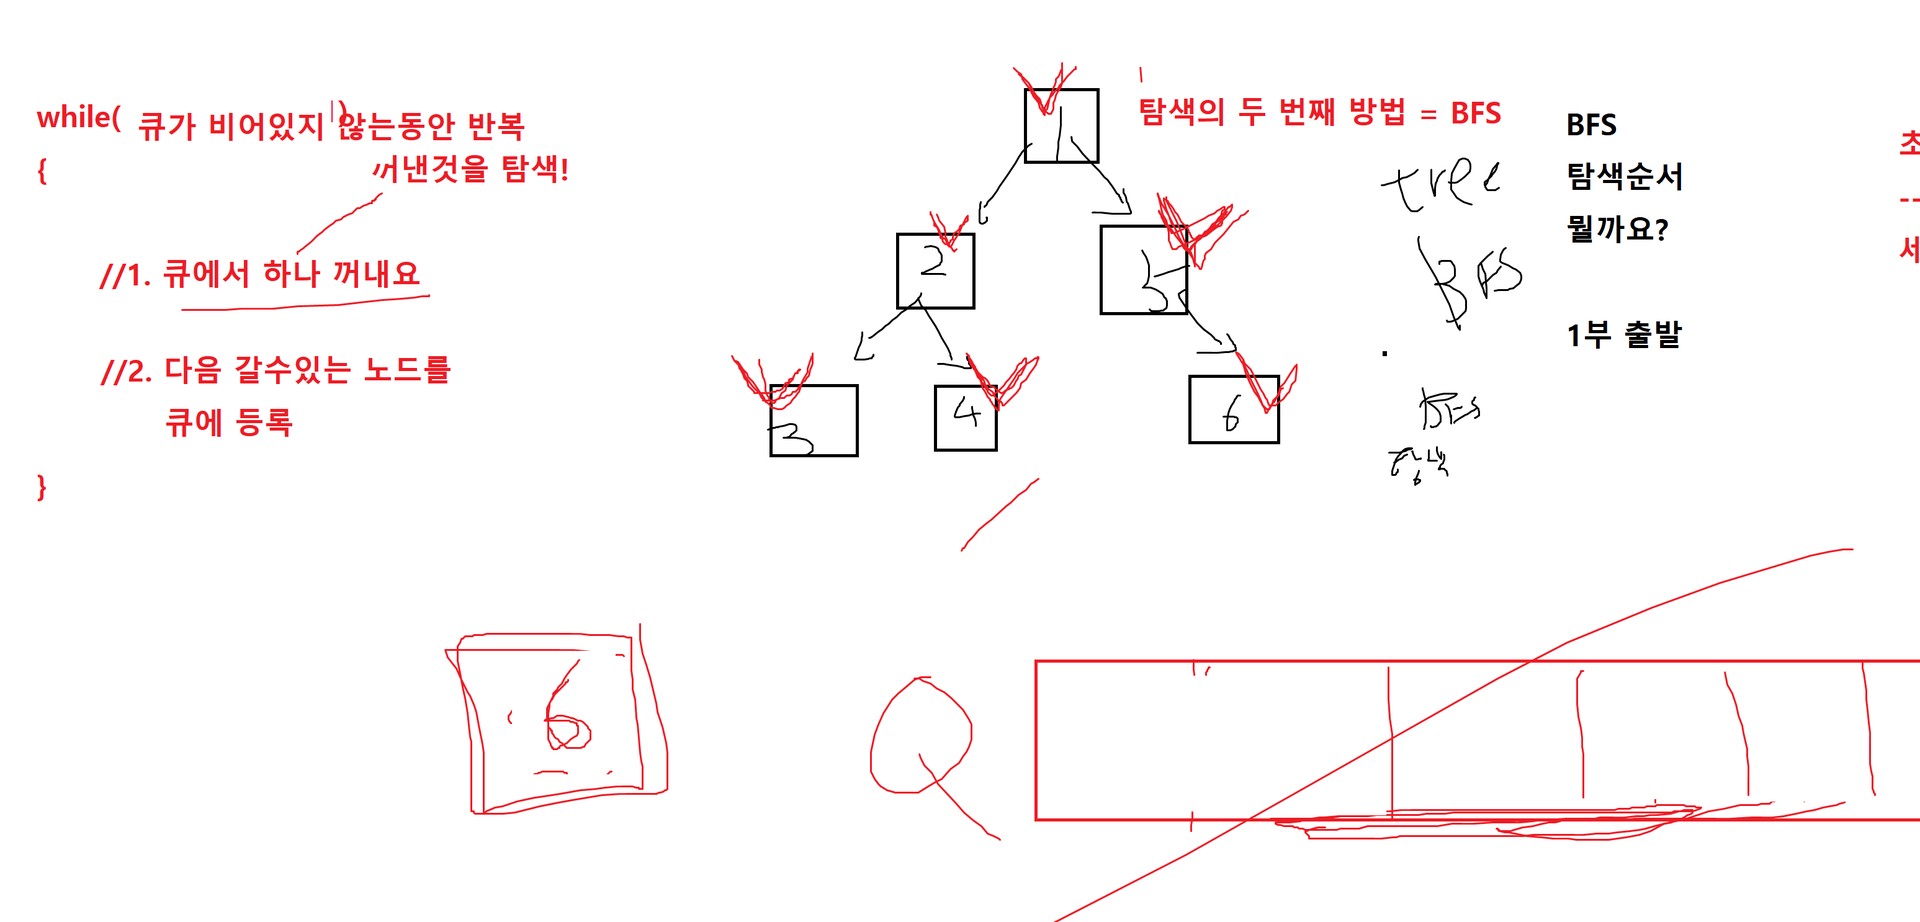 while( 큐가 비어있지 않는동안 반복 )
{
꺼낸것을 탐색!
//1. 큐에서 하나 꺼내요
//2. 다음 갈수있는 노드를
큐에 등록
}
1
2
5
3
4
6
탐색의 두 번째 방법 = BFS
tree
BFS
BFS
탐색
BFS
탐색순서
뭘까요?
1부 출발
초
--
세
6
Q